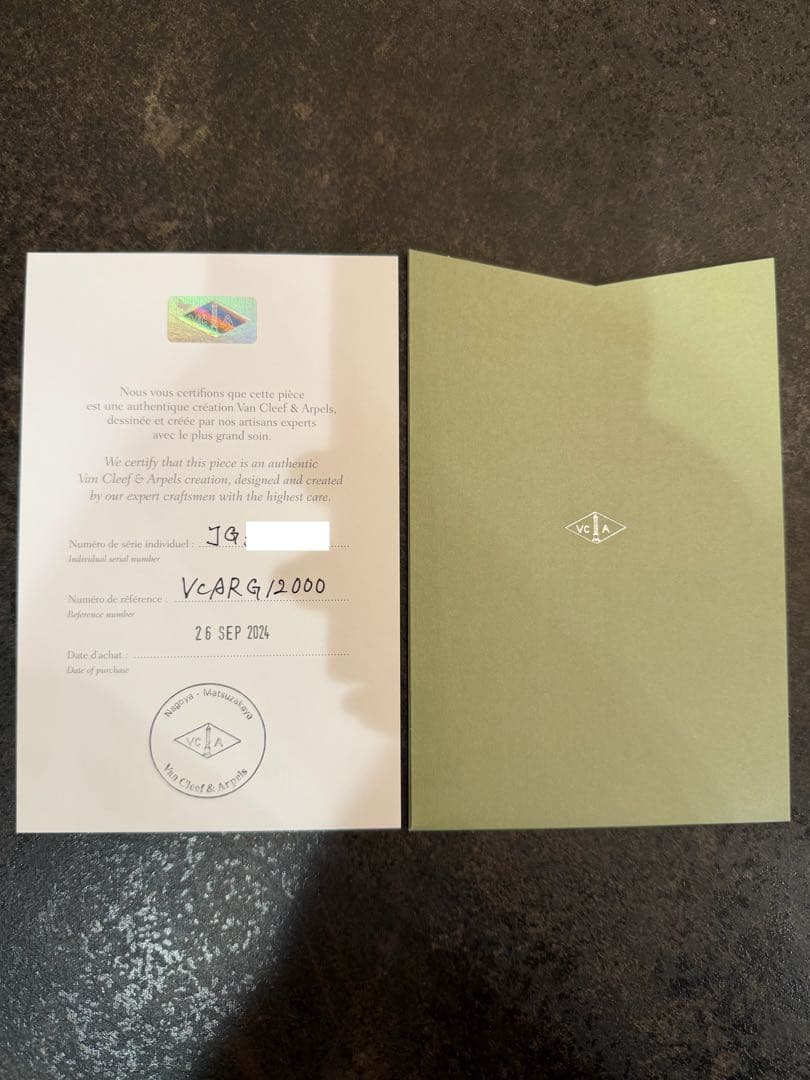 VC A
Nous vous certifions que cette pièce
est une authentique création Van Cleef & Arpels,
dessinée et créée par nos artisans experts
avec le plus grand soin.
We certify that this piece is an authentic
Van Cleef & Arpels creation, designed and created
by our expert craftsmen with the highest care.
Numéro de série individuel : JG
Individual serial number
Numéro de référence : VCARG12000
Reference number
26 SEP 2024
Date d'achat :
Date of purchase
Nagoya - Matsuzakaya
VC A
Van Cleef & Arpels
VC A